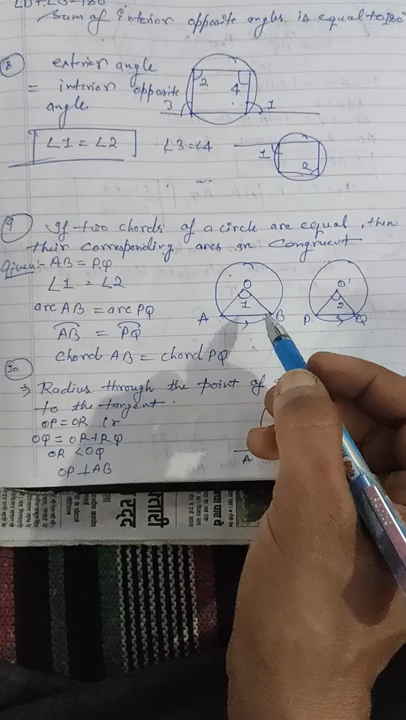 LD+LB=180°
Sum of interior opposite angles is equal to 180°
8 exterior angle
= interior opposite
angle
2 4 3 1
∠1 = ∠2 ∠3=∠4
1 2
9 If two chords of a circle are equal, then
their corresponding arcs are Congruent
Given:- AB = PQ
∠1 = ∠2
O O'
1 2
arc AB = arc PQ
A B P Q
AB = PQ
chord AB = chord PQ
10
⇒ Radius through the point of
to the tangent.
OP=OR (r
OQ = OR+RQ
OR < OQ
A
OP⊥AB